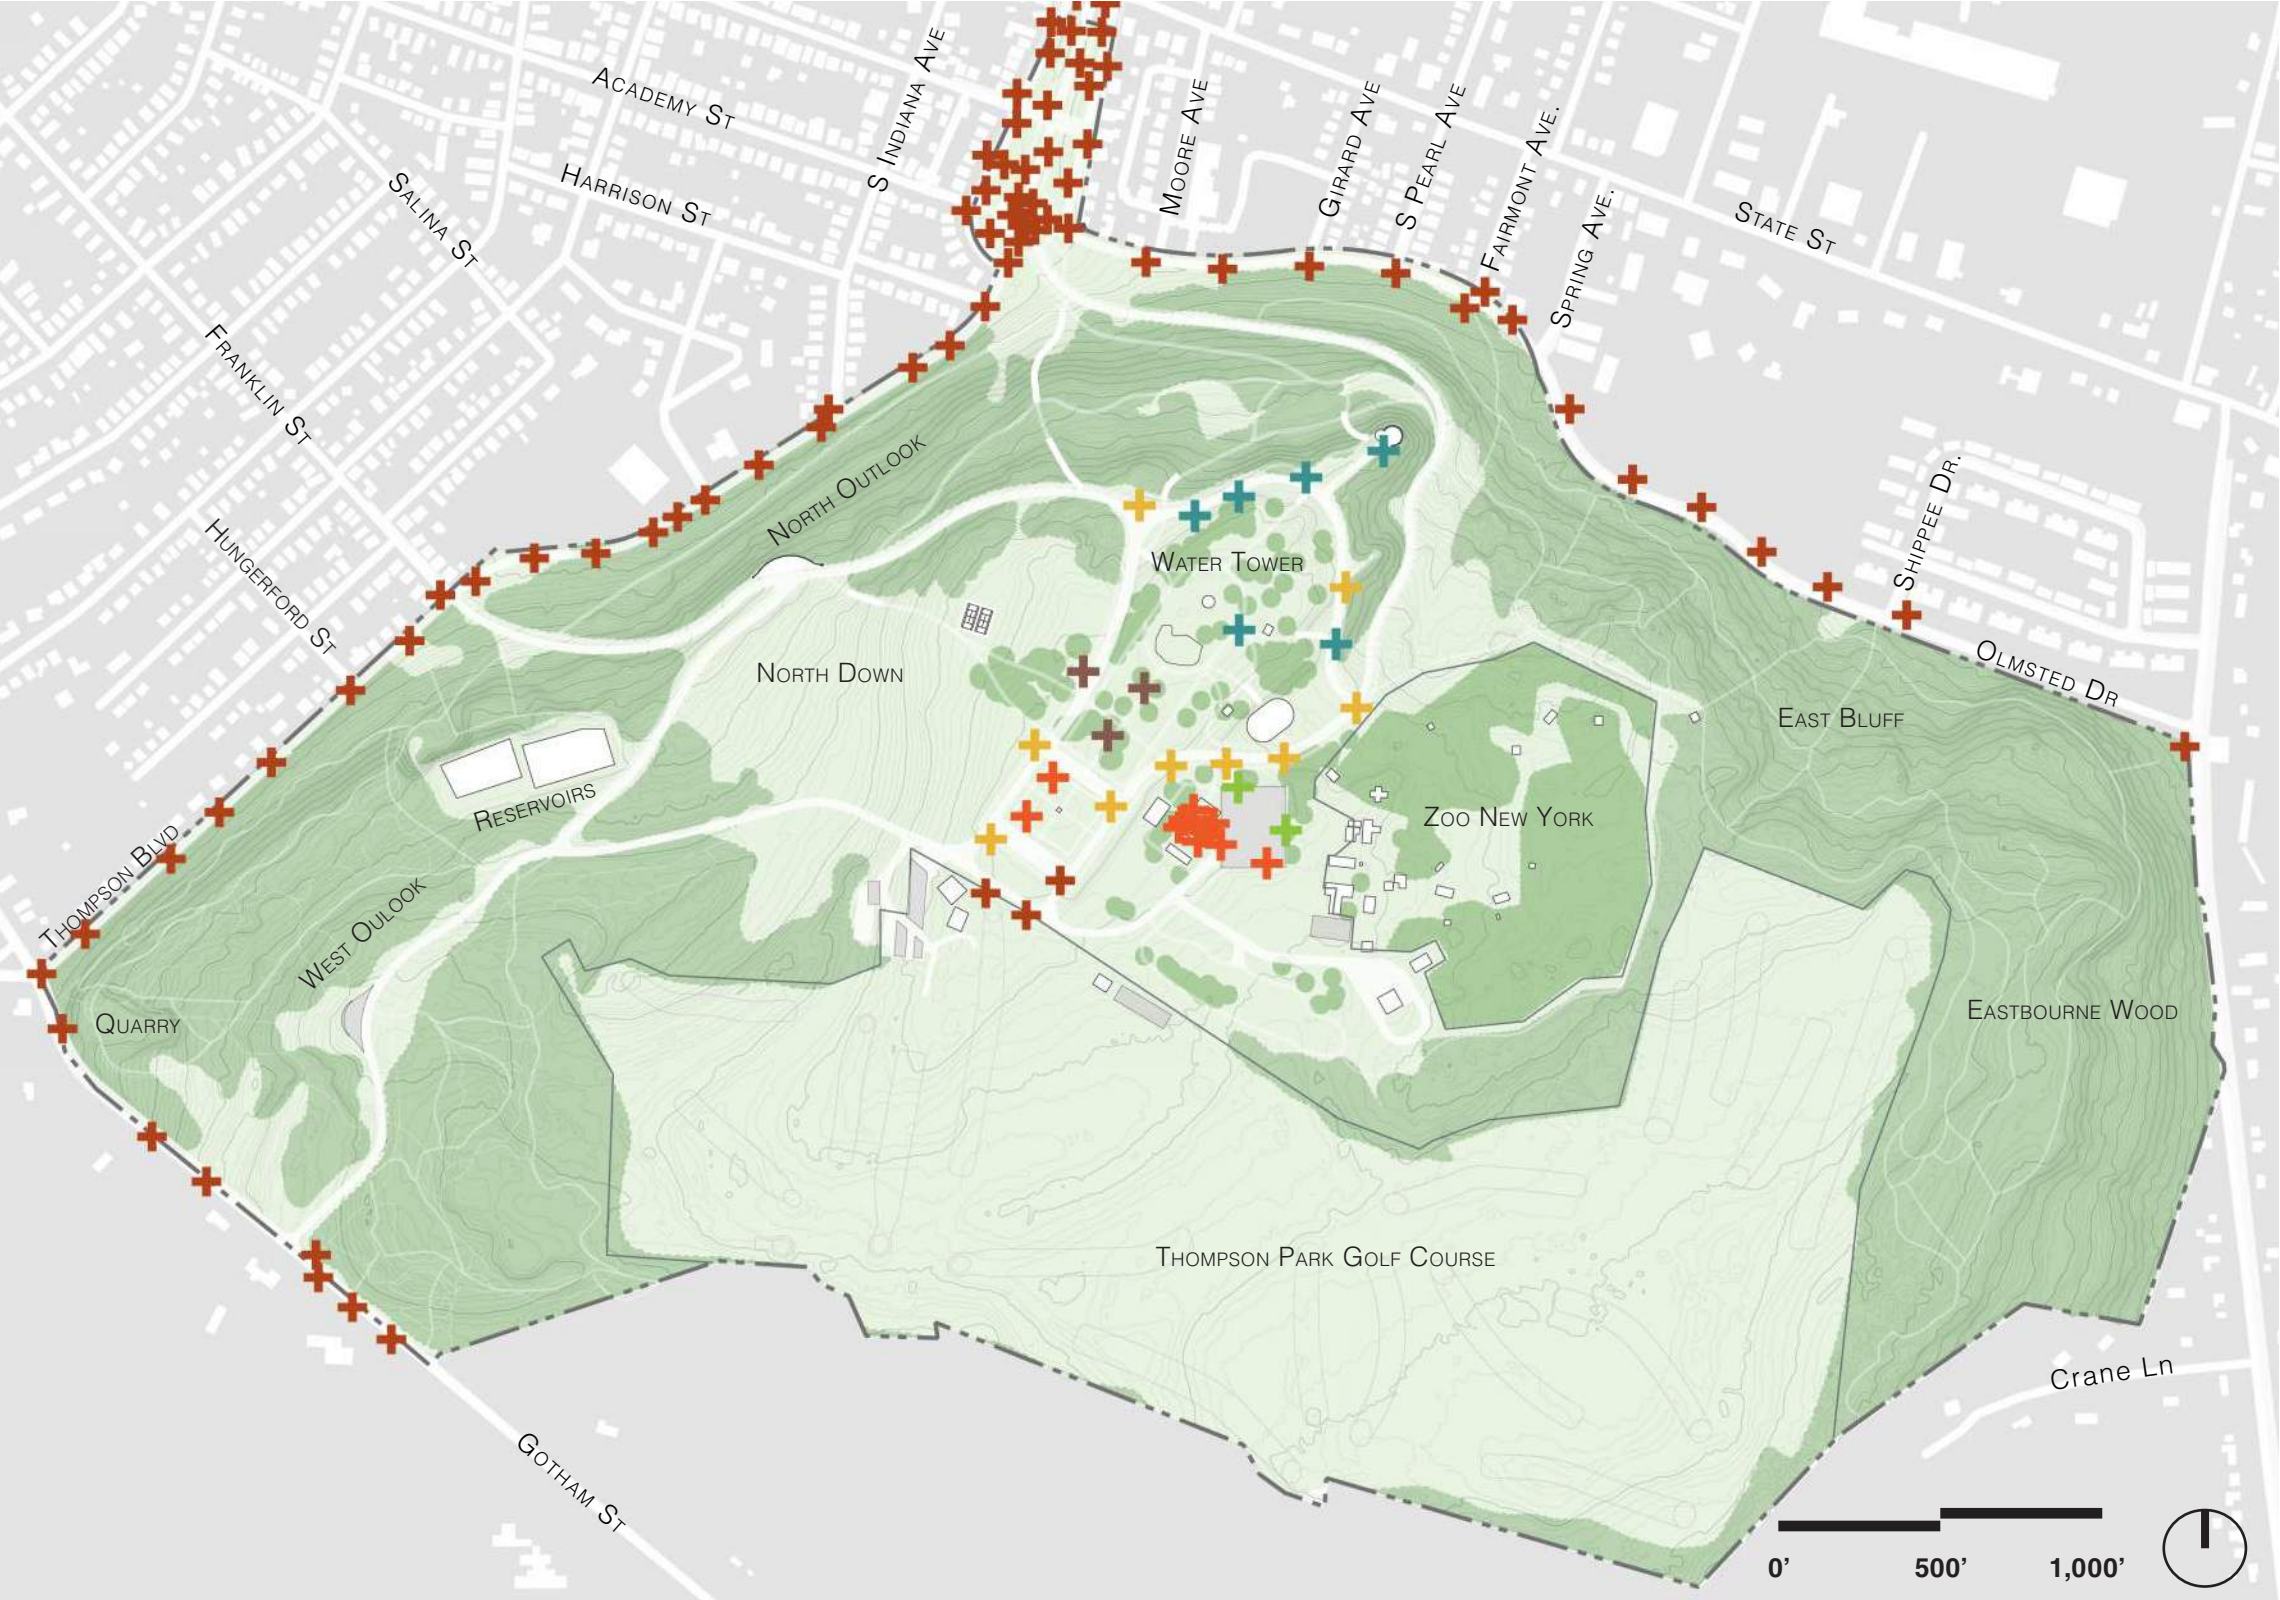 Academy St
S Indiana Ave
Moore Ave
Girard Ave
S Pearl Ave
Fairmont Ave.
Spring Ave.
State St
Harrison St
Salina St
Franklin St
Hungerford St
North Outlook
Water Tower
Shippee Dr.
Olmsted Dr
North Down
East Bluff
Reservoirs
Zoo New York
Thompson Blvd
West Oulook
Quarry
Eastbourne Wood
Thompson Park Golf Course
Crane Ln
Gotham St
0’ 500’ 1,000’